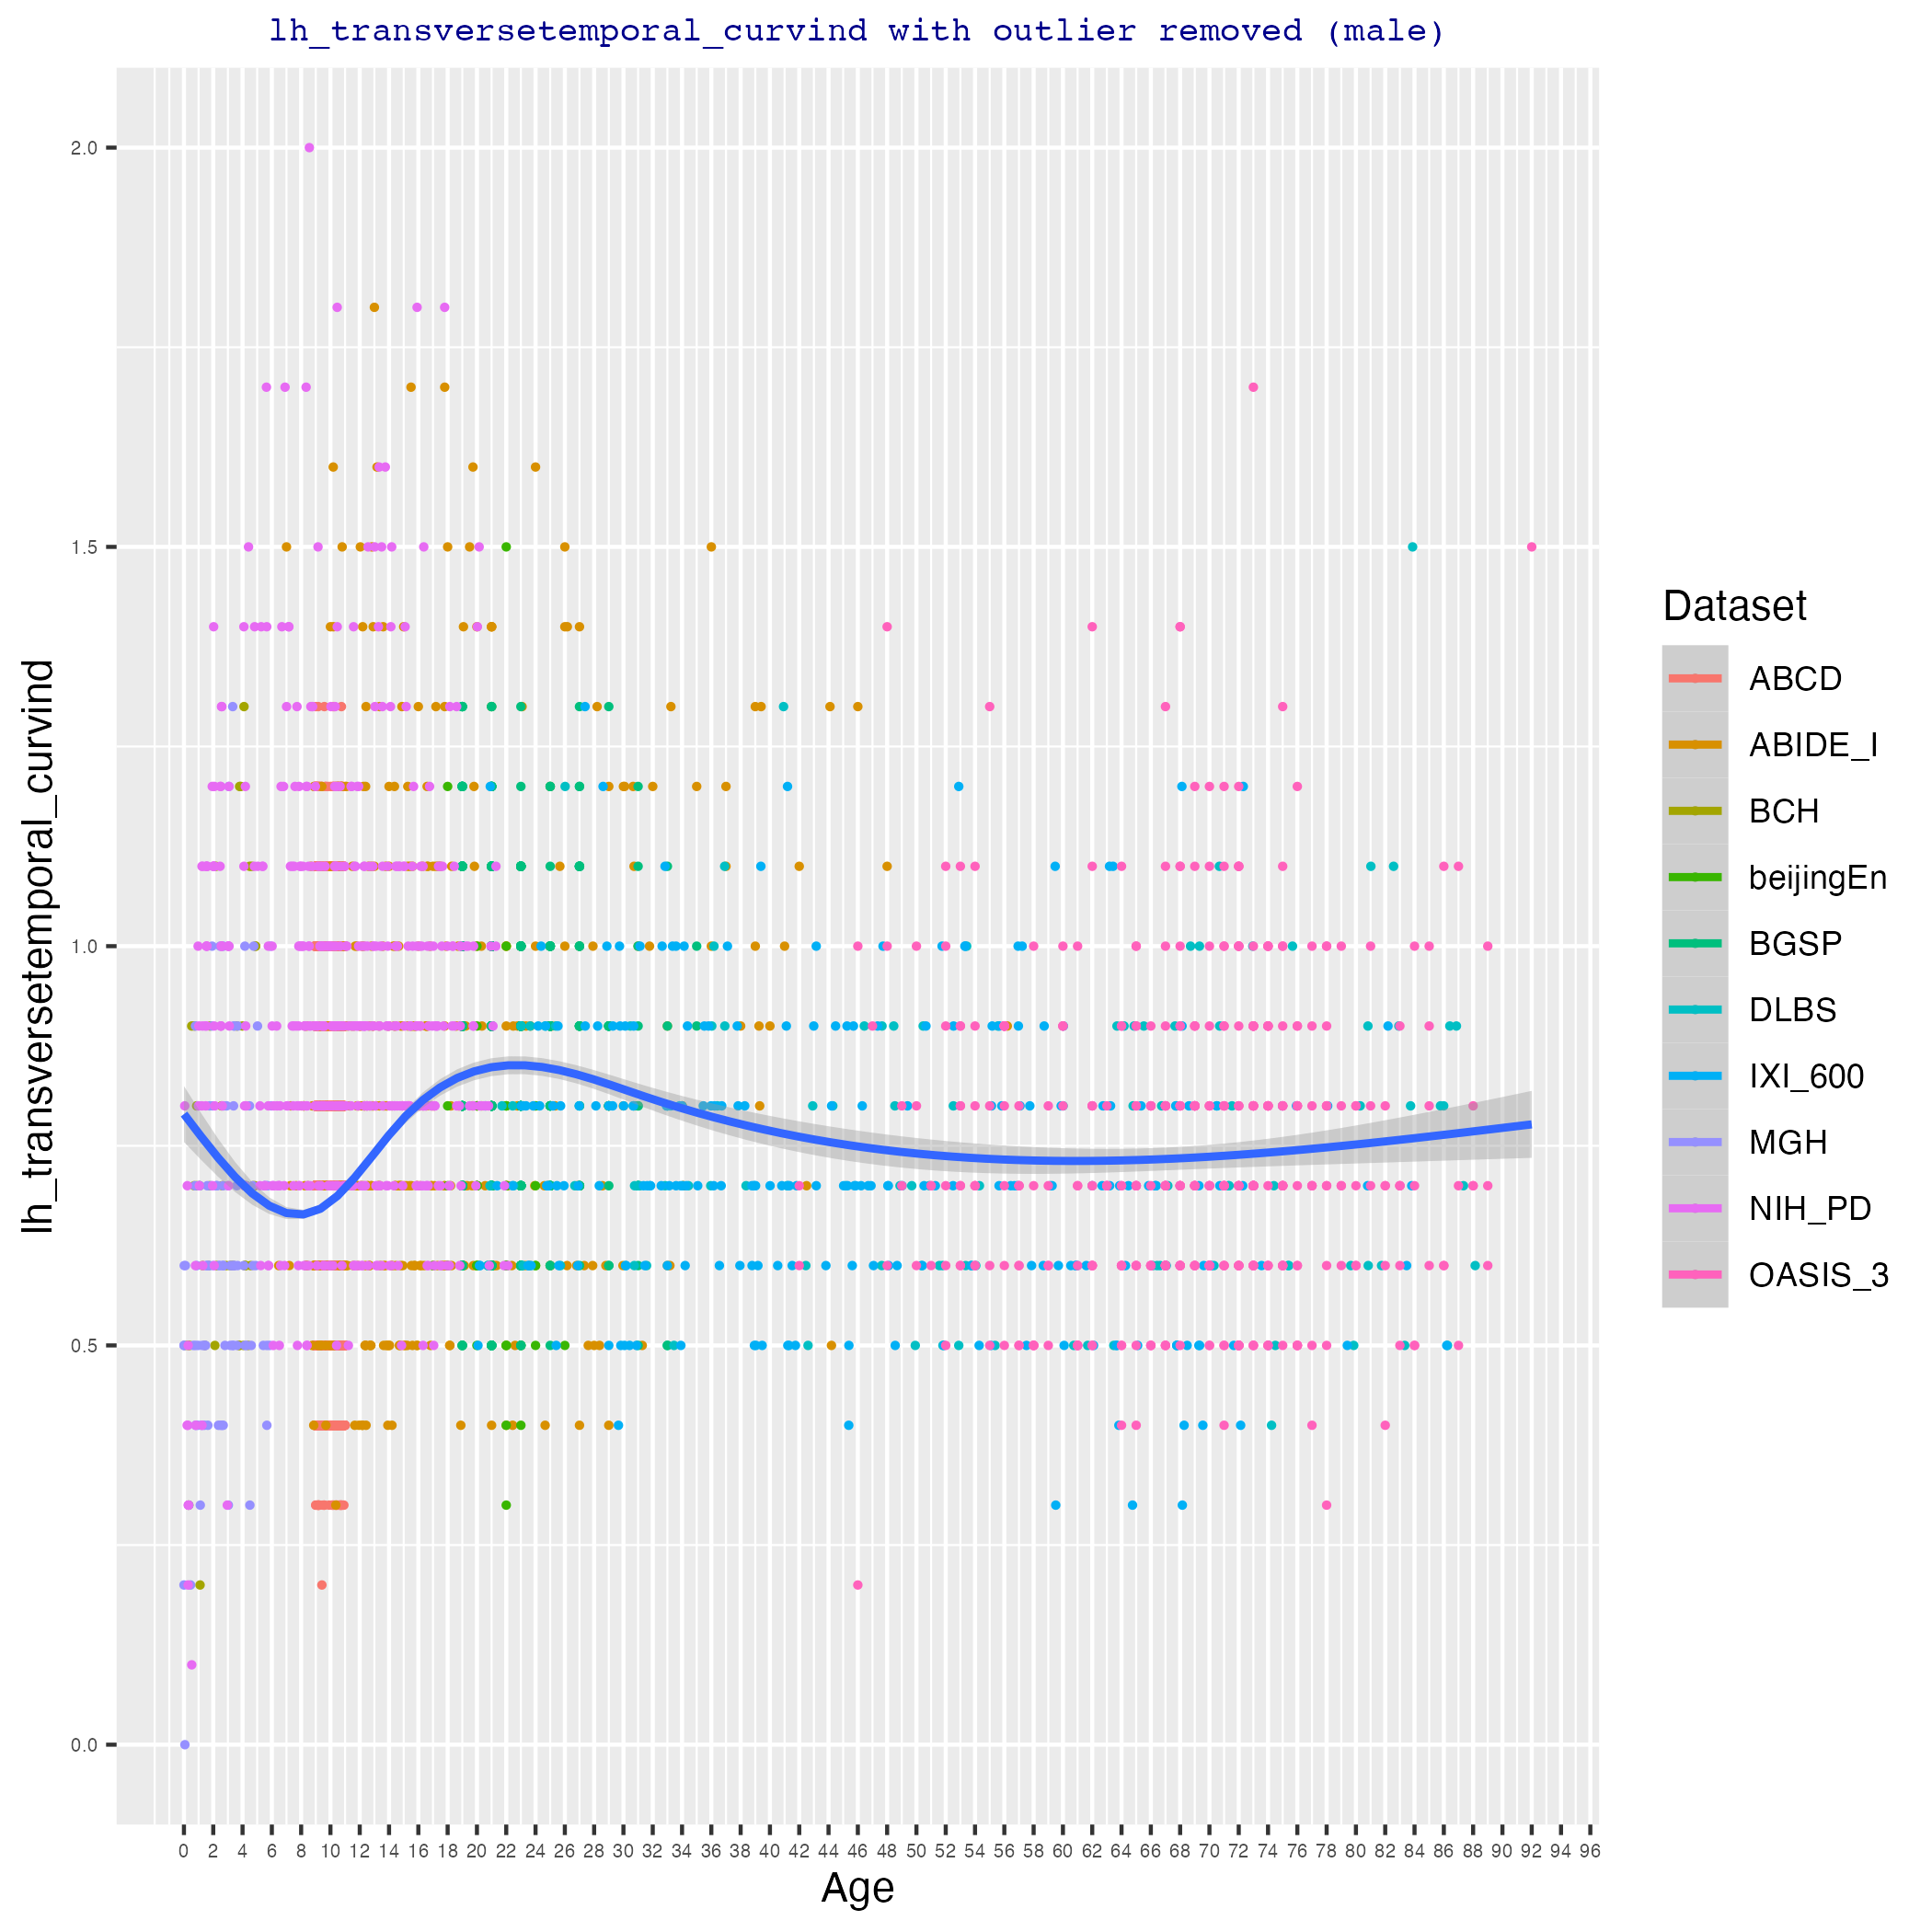 lh_transversetemporal_curvind with outlier removed (male)
lh_transversetemporal_curvind
2.0
1.5
1.0
0.5
0.0
0 2 4 6 8 10 12 14 16 18 20 22 24 26 28 30 32 34 36 38 40 42 44 46 48 50 52 54 56 58 60 62 64 66 68 70 72 74 76 78 80 82 84 86 88 90 92 94 96
Age
Dataset
ABCD
ABIDE_I
BCH
beijingEn
BGSP
DLBS
IXI_600
MGH
NIH_PD
OASIS_3